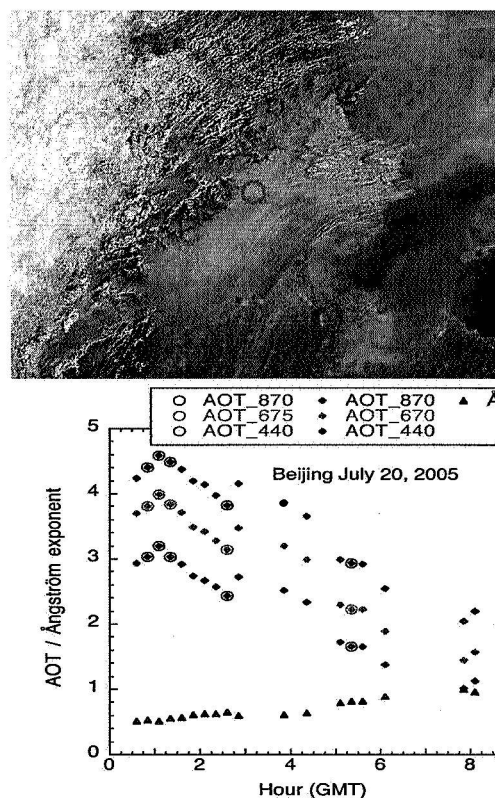 AOT_870 AOT_870 Å
AOT_675 AOT_670
AOT_440 AOT_440
Beijing July 20, 2005
5
4
3
2
1
0
AOT / Ångström exponent
0 2 4 6 8
Hour (GMT)